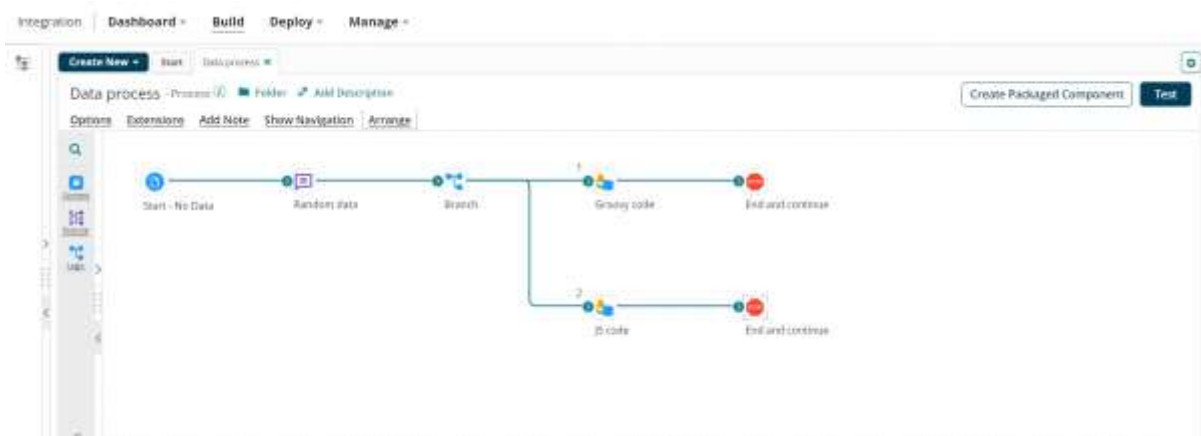 Integration Dashboard Build Deploy Manage
Create New Start Data process
Data process Process Folder Add Description
Create Packaged Component Test
Options Extensions Add Note Show Navigation Arrange
1
Start - No Data Random data Branch Groovy code End and continue
Logic
2
JS code End and continue